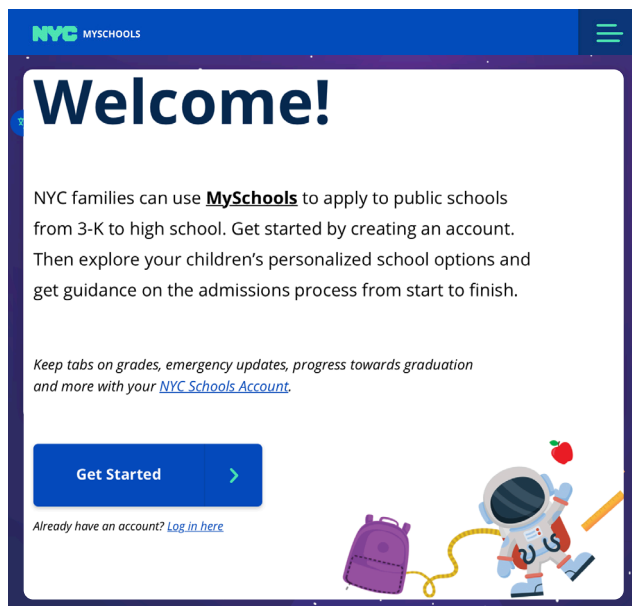 NYC MYSCHOOLS
Welcome!
NYC families can use MySchools to apply to public schools
from 3-K to high school. Get started by creating an account.
Then explore your children’s personalized school options and
get guidance on the admissions process from start to finish.
Keep tabs on grades, emergency updates, progress towards graduation
and more with your NYC Schools Account.
Get Started
Already have an account? Log in here